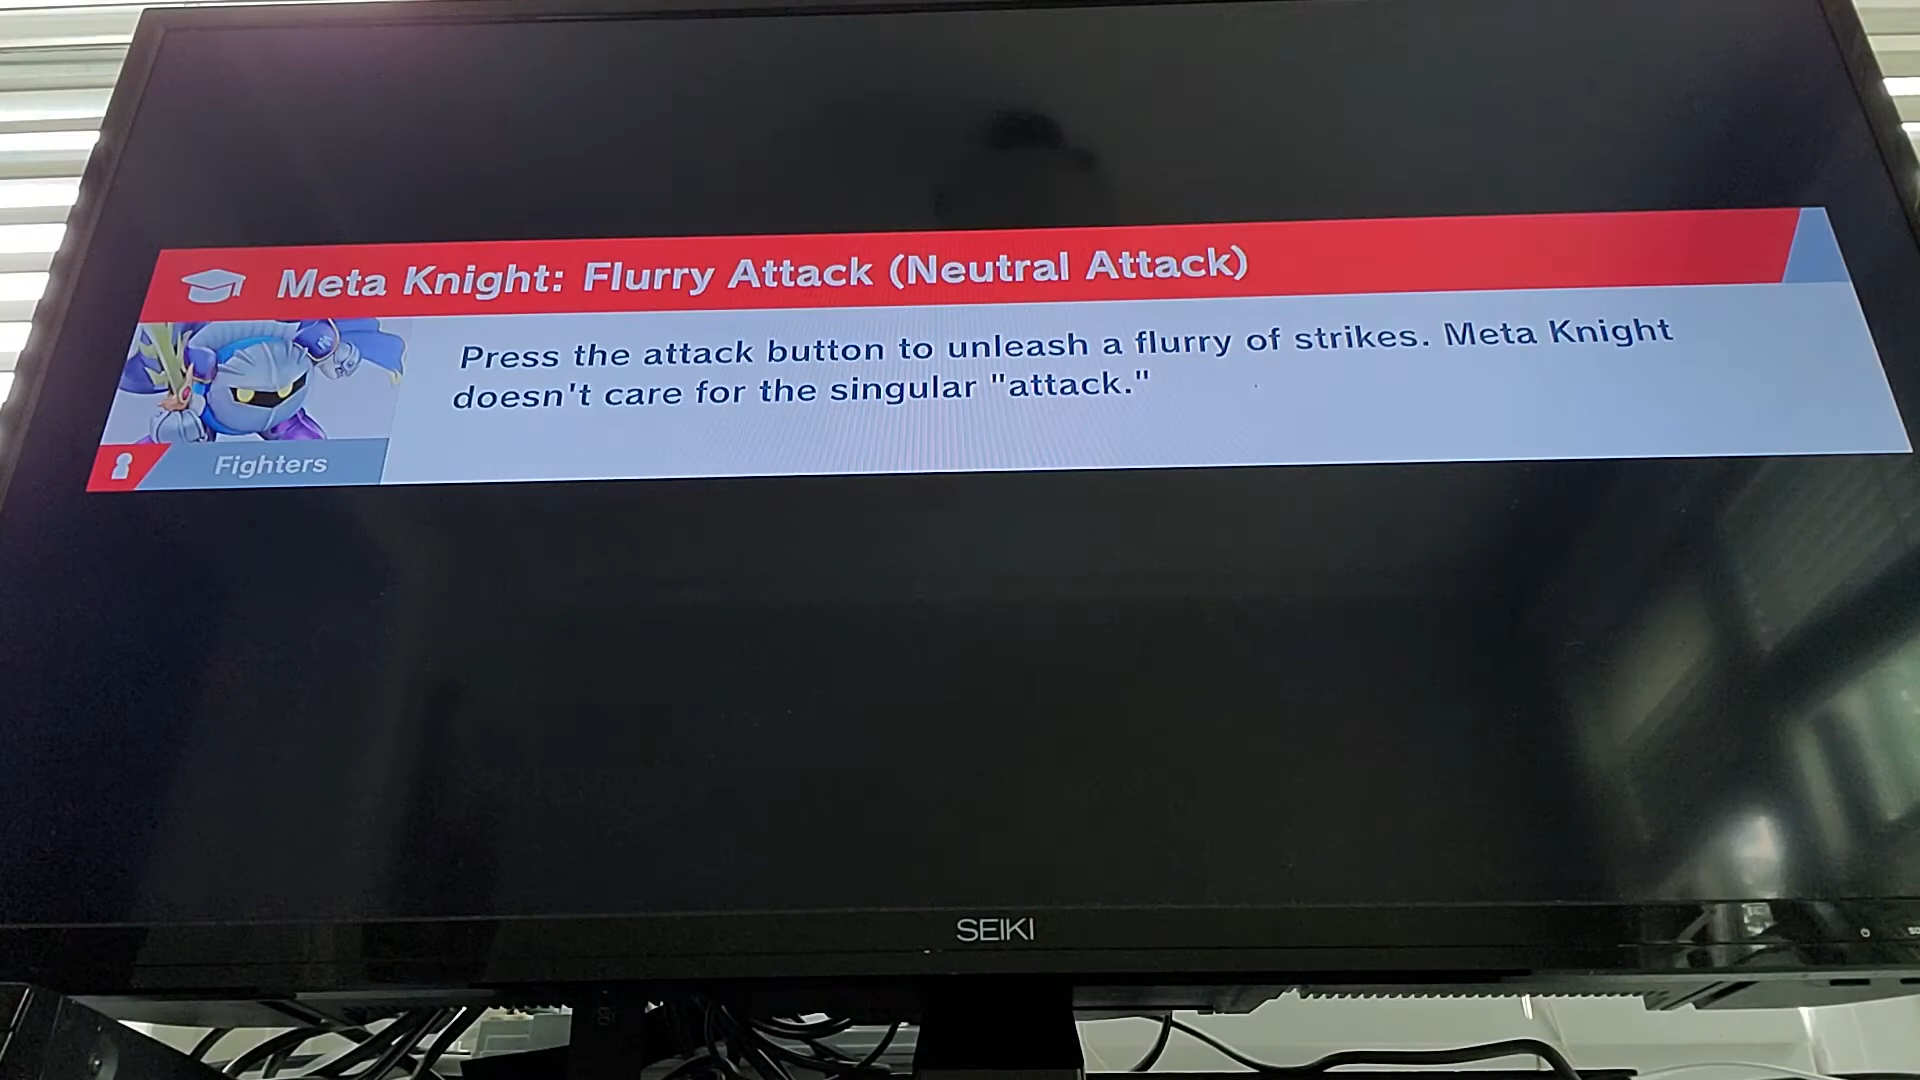 Meta Knight: Flurry Attack (Neutral Attack)
Press the attack button to unleash a flurry of strikes. Meta Knight
doesn't care for the singular "attack."
Fighters
SEIKI